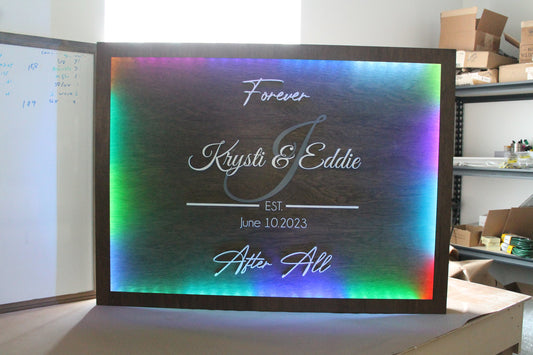 Forever
J
Krysti & Eddie
EST.
June 10.2023
After All